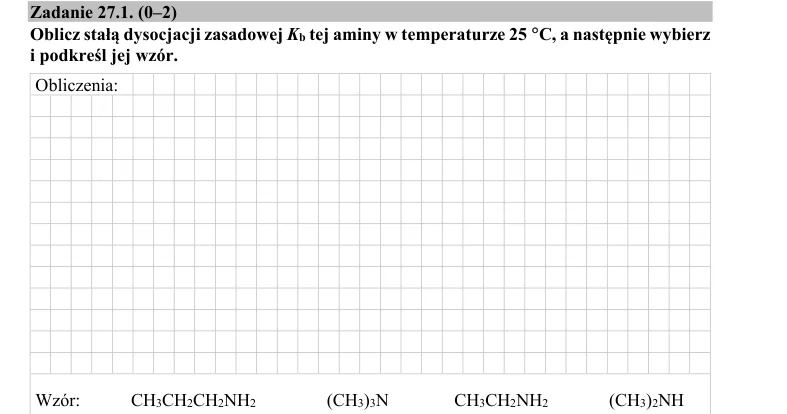 Zadanie 27.1. (0–2)
Oblicz stałą dysocjacji zasadowej Kb tej aminy w temperaturze 25 °C, a następnie wybierz
i podkreśl jej wzór.
Obliczenia:
Wzór: CH3CH2CH2NH2 (CH3)3N CH3CH2NH2 (CH3)2NH